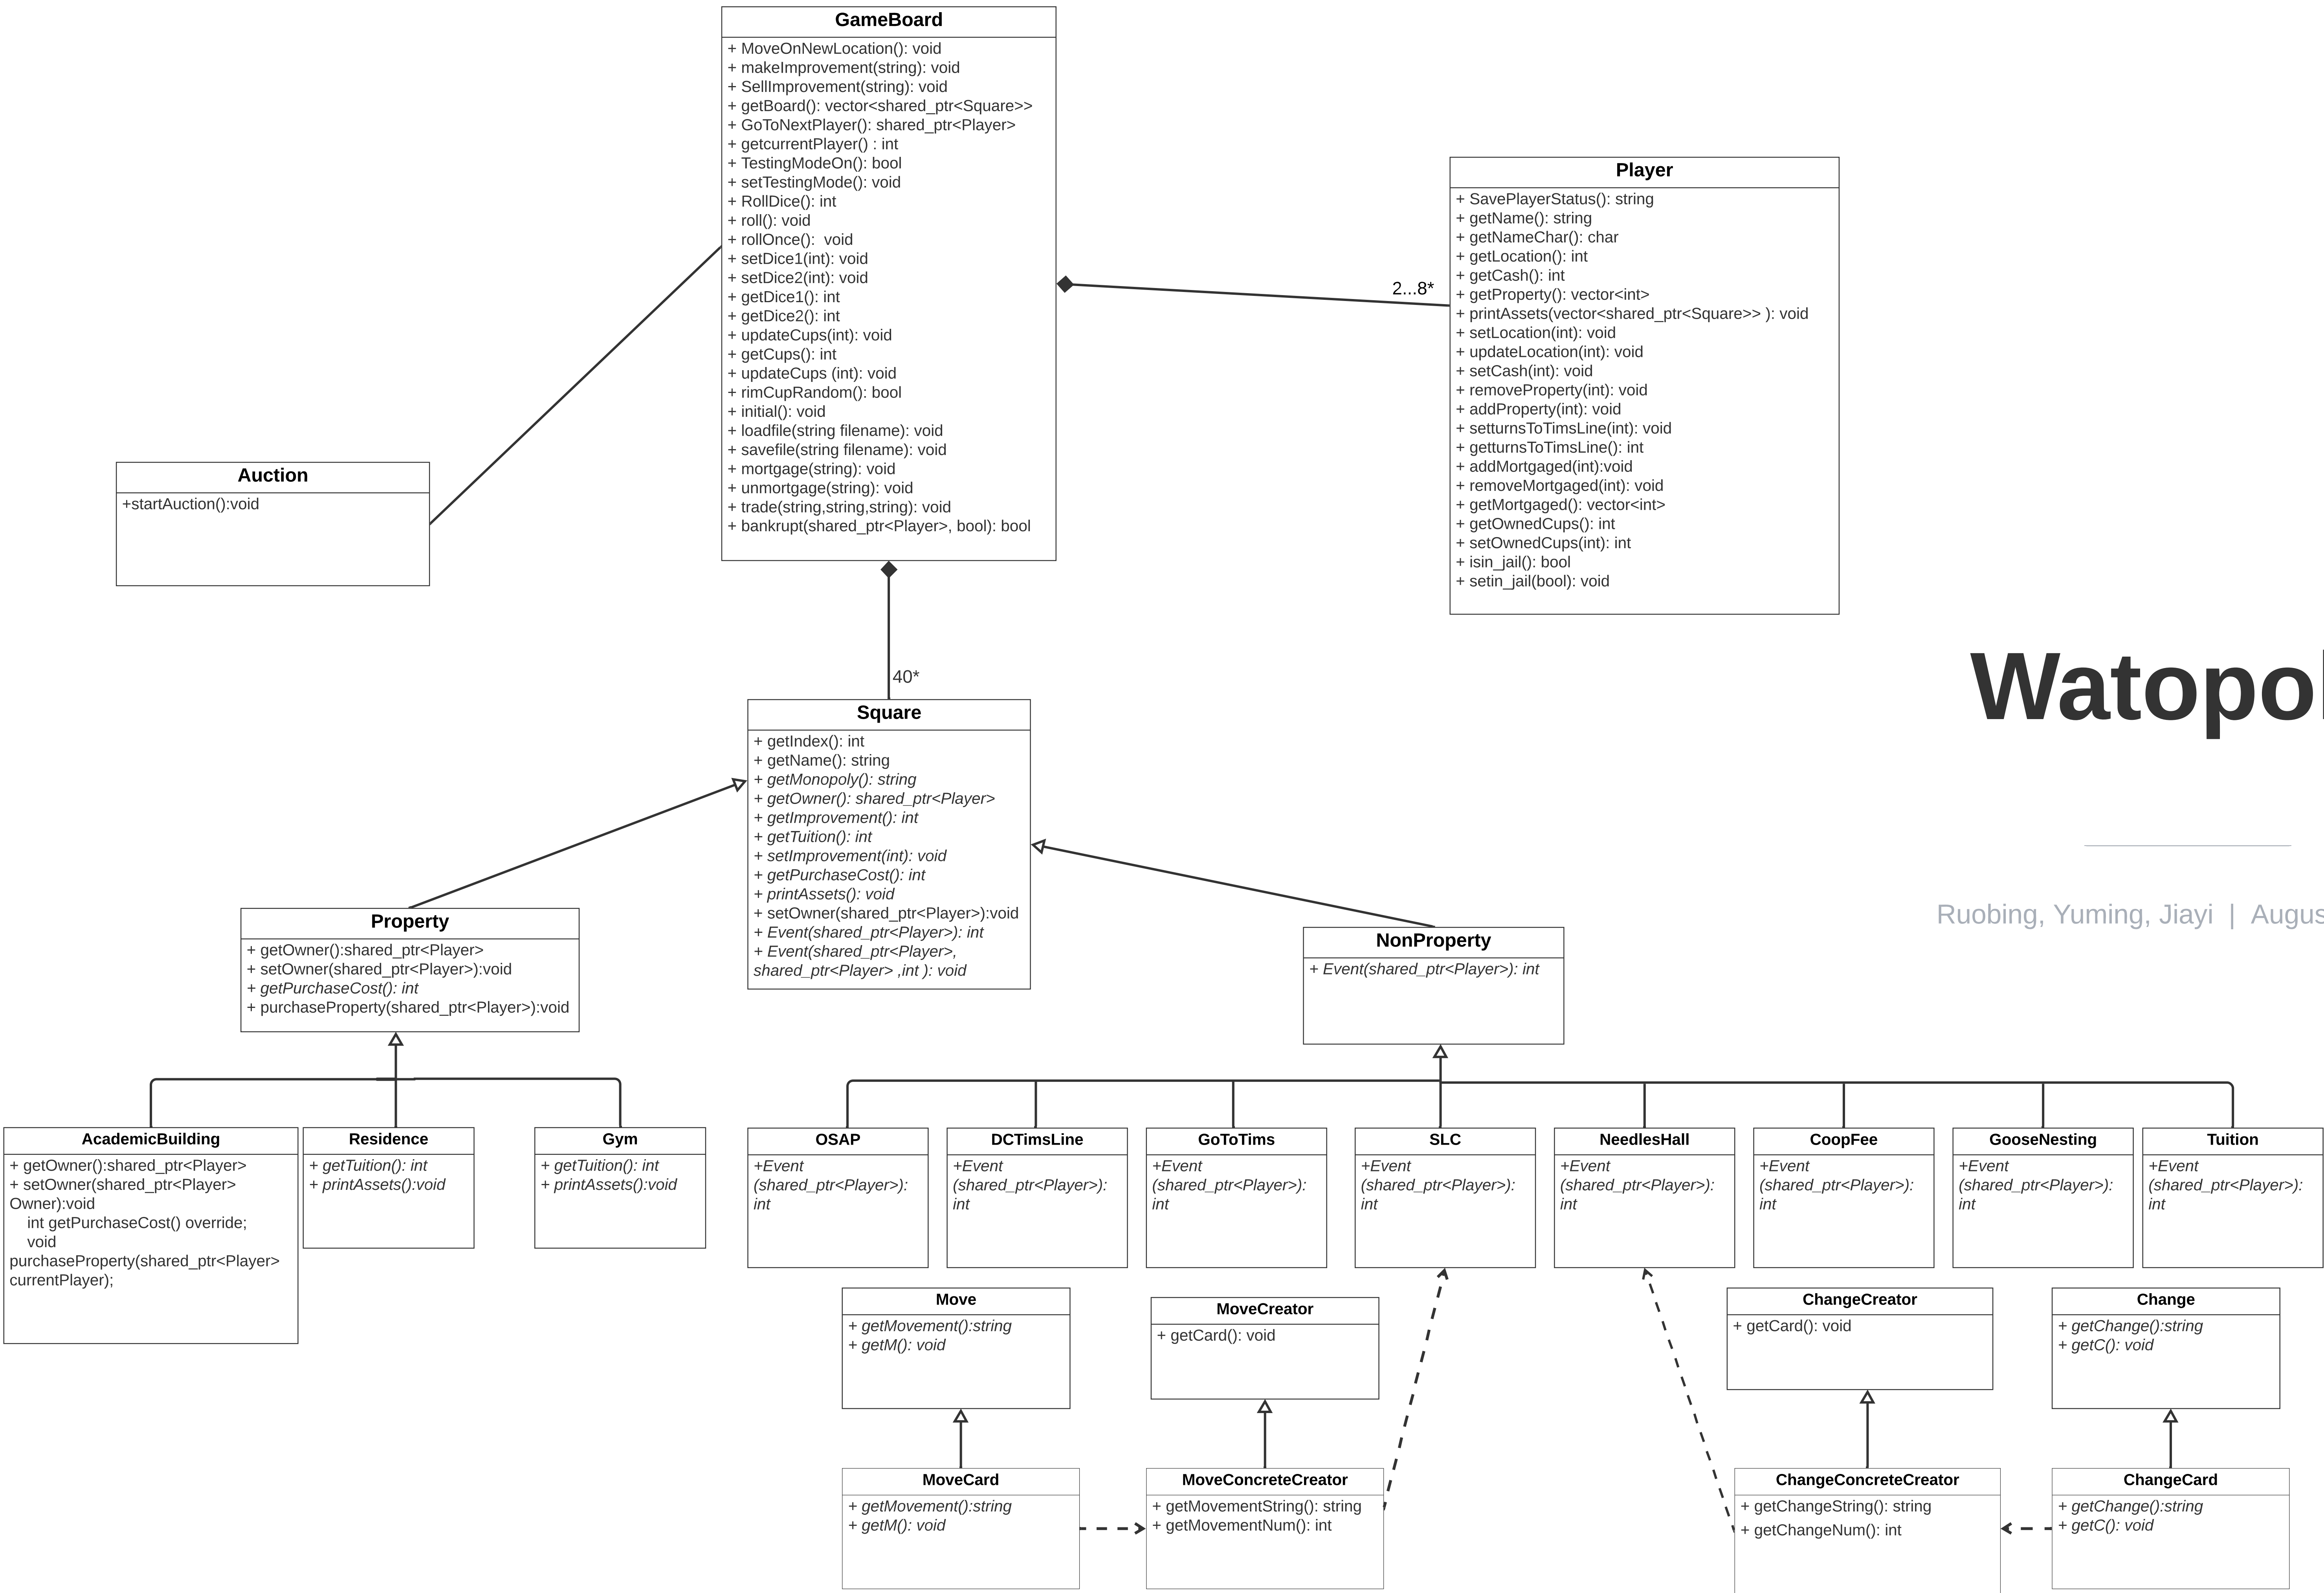 GameBoard
+ MoveOnNewLocation(): void
+ makeImprovement(string): void
+ SellImprovement(string): void
+ getBoard(): vector<shared_ptr<Square>>
+ GoToNextPlayer(): shared_ptr<Player>
+ getcurrentPlayer() : int
+ TestingModeOn(): bool
+ setTestingMode(): void
+ RollDice(): int
+ roll(): void
+ rollOnce():  void
+ setDice1(int): void
+ setDice2(int): void
+ getDice1(): int
+ getDice2(): int
+ updateCups(int): void
+ getCups(): int
+ updateCups (int): void
+ rimCupRandom(): bool
+ initial(): void
+ loadfile(string filename): void
+ savefile(string filename): void
+ mortgage(string): void
+ unmortgage(string): void
+ trade(string,string,string): void
+ bankrupt(shared_ptr<Player>, bool): bool
Player
+ SavePlayerStatus(): string
+ getName(): string
+ getNameChar(): char
+ getLocation(): int
+ getCash(): int
+ getProperty(): vector<int>
+ printAssets(vector<shared_ptr<Square>> ): void
+ setLocation(int): void
+ updateLocation(int): void
+ setCash(int): void
+ removeProperty(int): void
+ addProperty(int): void
+ setturnsToTimsLine(int): void
+ getturnsToTimsLine(): int
+ addMortgaged(int):void
+ removeMortgaged(int): void
+ getMortgaged(): vector<int>
+ getOwnedCups(): int
+ setOwnedCups(int): int
+ isin_jail(): bool
+ setin_jail(bool): void
2...8*
Auction
+startAuction():void
40*
Watopol
Ruobing, Yuming, Jiayi | Augus
Square
+ getIndex(): int
+ getName(): string
+ getMonopoly(): string
+ getOwner(): shared_ptr<Player>
+ getImprovement(): int
+ getTuition(): int
+ setImprovement(int): void
+ getPurchaseCost(): int
+ printAssets(): void
+ setOwner(shared_ptr<Player>):void
+ Event(shared_ptr<Player>): int
+ Event(shared_ptr<Player>,
shared_ptr<Player> ,int ): void
Property
+ getOwner():shared_ptr<Player>
+ setOwner(shared_ptr<Player>):void
+ getPurchaseCost(): int
+ purchaseProperty(shared_ptr<Player>):void
NonProperty
+ Event(shared_ptr<Player>): int
AcademicBuilding
+ getOwner():shared_ptr<Player>
+ setOwner(shared_ptr<Player>
Owner):void
int getPurchaseCost() override;
void
purchaseProperty(shared_ptr<Player>
currentPlayer);
Residence
+ getTuition(): int
+ printAssets():void
Gym
+ getTuition(): int
+ printAssets():void
OSAP
+Event
(shared_ptr<Player>):
int
DCTimsLine
+Event
(shared_ptr<Player>):
int
GoToTims
+Event
(shared_ptr<Player>):
int
SLC
+Event
(shared_ptr<Player>):
int
NeedlesHall
+Event
(shared_ptr<Player>):
int
CoopFee
+Event
(shared_ptr<Player>):
int
GooseNesting
+Event
(shared_ptr<Player>):
int
Tuition
+Event
(shared_ptr<Player>):
int
Move
+ getMovement():string
+ getM(): void
MoveCreator
+ getCard(): void
ChangeCreator
+ getCard(): void
Change
+ getChange():string
+ getC(): void
MoveCard
+ getMovement():string
+ getM(): void
MoveConcreteCreator
+ getMovementString(): string
+ getMovementNum(): int
ChangeConcreteCreator
+ getChangeString(): string
+ getChangeNum(): int
ChangeCard
+ getChange():string
+ getC(): void